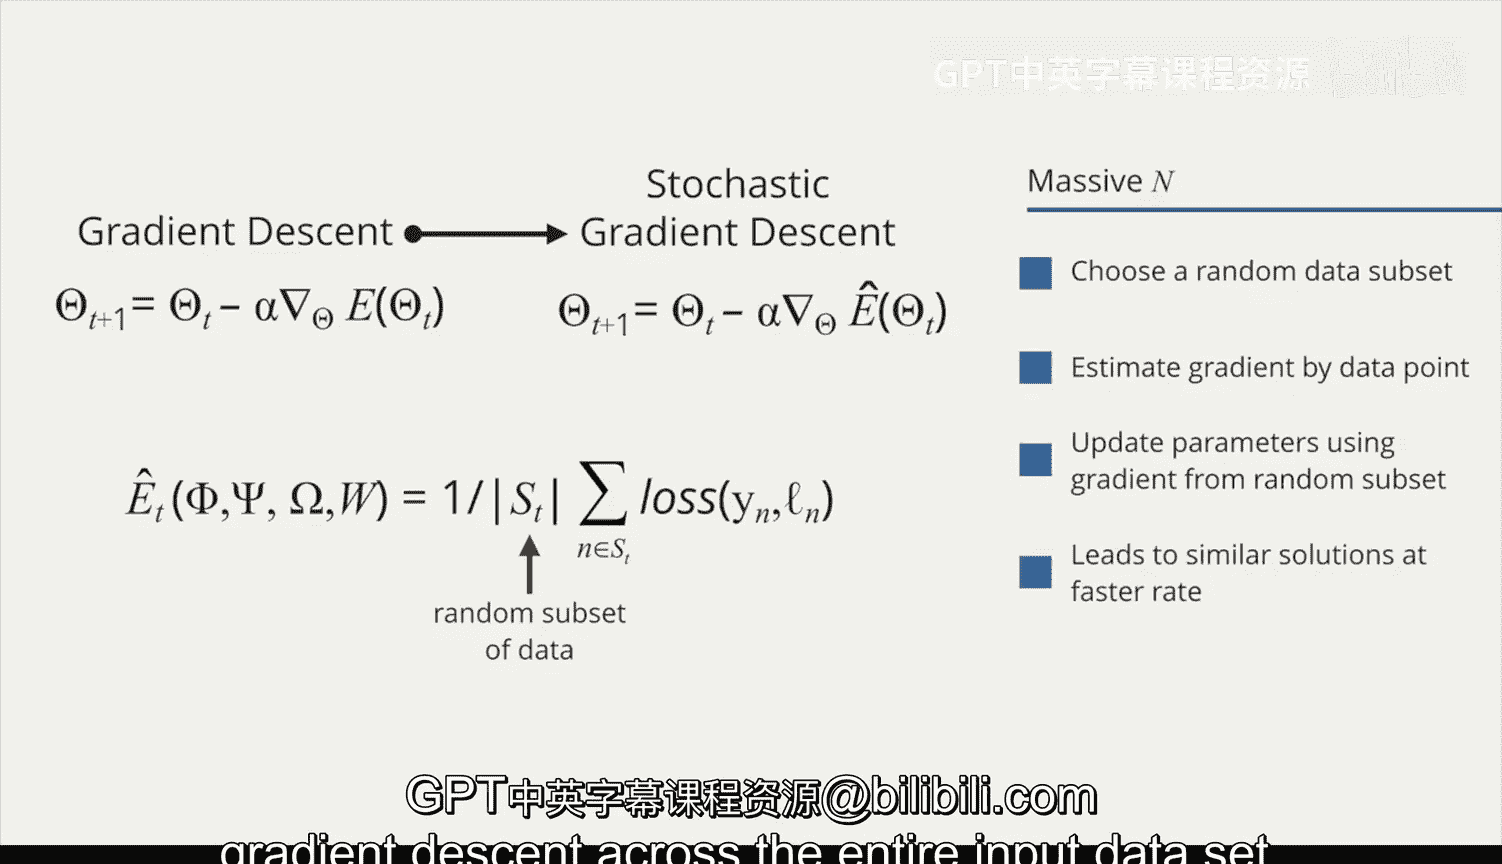 GPT中英字幕课程资源
Stochastic
Gradient Descent
Gradient Descent
Θt+1 = Θt – α∇Θ E(Θt)
Θt+1 = Θt – α∇Θ Ê(Θt)
Êt(Φ,Ψ, Ω,W) = 1/|St| ∑n∈St loss(yn,ℓn)
random subset
of data
Massive N
Choose a random data subset
Estimate gradient by data point
Update parameters using
gradient from random subset
Leads to similar solutions at
faster rate
GPT中英字幕课程资源@bilibili.com
gradient descent across the entire input data set